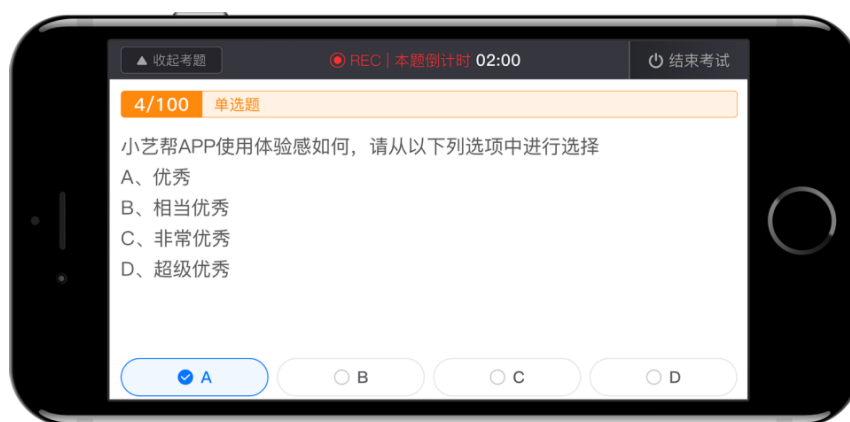 ▲ 收起考题 REC | 本题倒计时 02:00 结束考试
4/100 单选题
小艺帮APP使用体验感如何，请从以下列选项中进行选择
A、优秀
B、相当优秀
C、非常优秀
D、超级优秀
A B C D